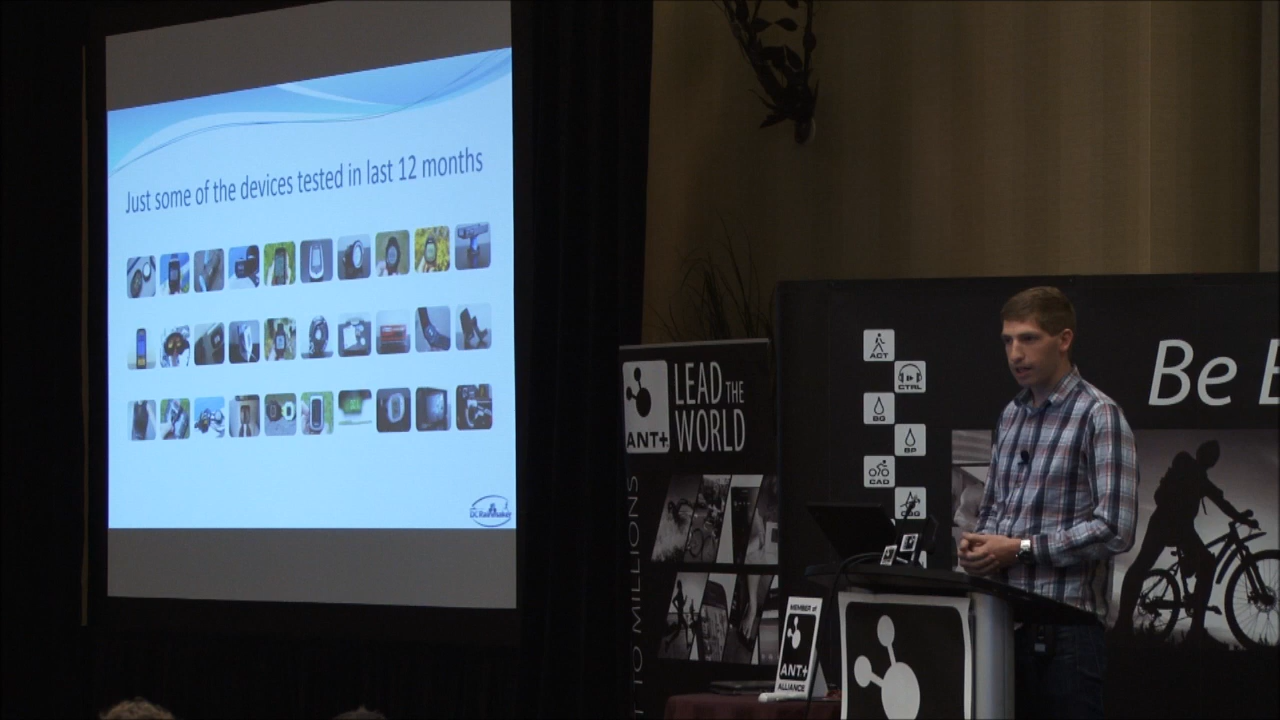 Just some of the devices tested in last 12 months
DC Rainmaker
ANT+
LEAD THE
WORLD
TO MILLIONS
ACT
CTRL
BG
BP
CAD
Be
MEMBER of
ANT+
ALLIANCE